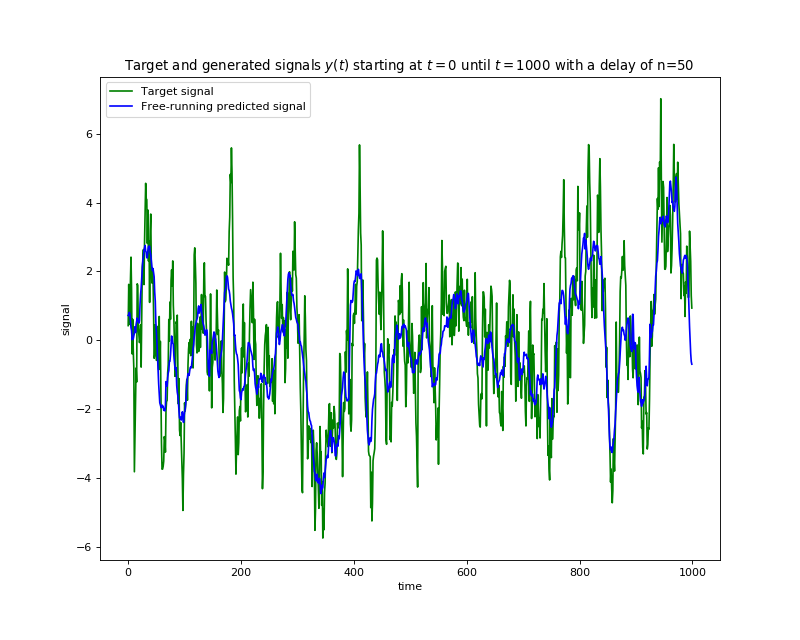 Target and generated signals y(t) starting at t = 0 until t = 1000 with a delay of n=50
Target signal
Free-running predicted signal
6
4
2
0
−2
−4
−6
signal
0
200
400
600
800
1000
time